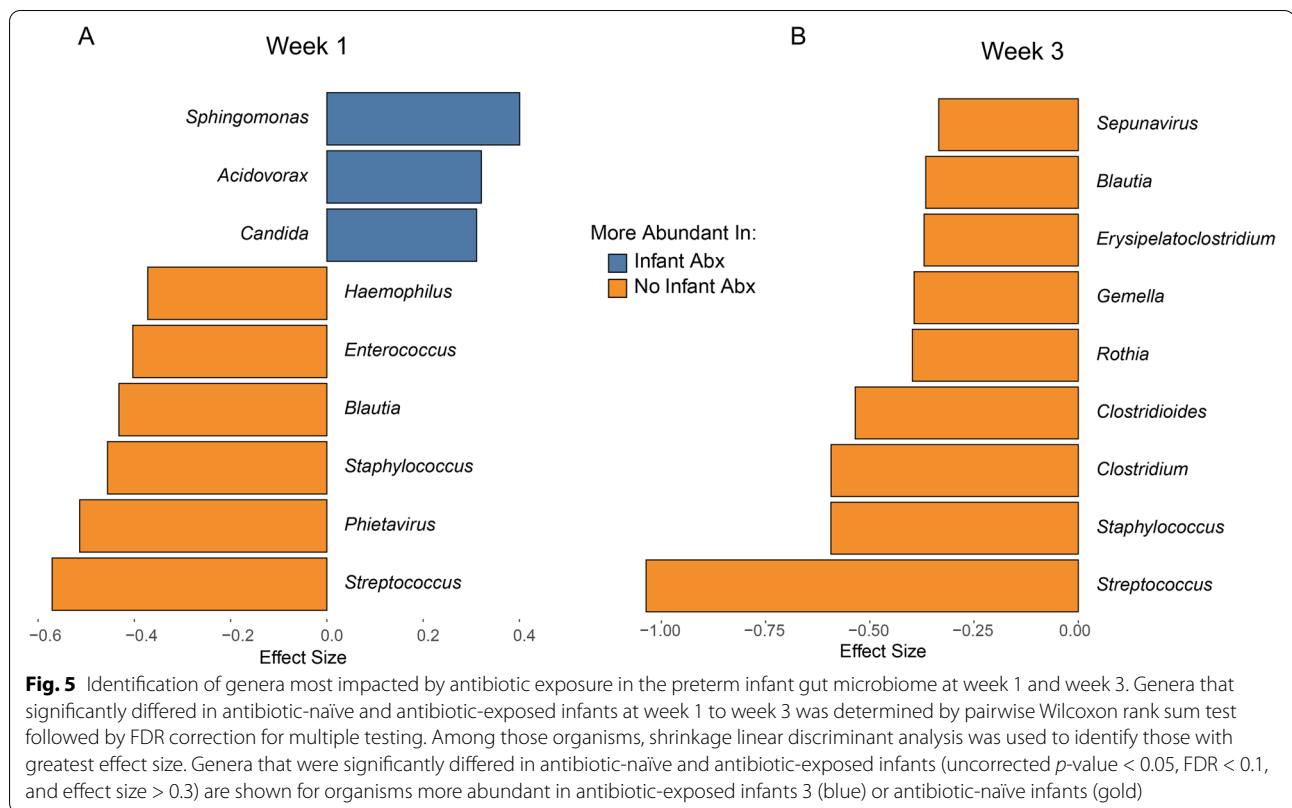 A
Week 1
Sphingomonas
Acidovorax
Candida
Haemophilus
Enterococcus
Blautia
Staphylococcus
Phietavirus
Streptococcus
−0.6 −0.4 −0.2 0.0 0.2 0.4
Effect Size
More Abundant In:
Infant Abx
No Infant Abx
B
Week 3
Sepunavirus
Blautia
Erysipelatoclostridium
Gemella
Rothia
Clostridioides
Clostridium
Staphylococcus
Streptococcus
−1.00 −0.75 −0.50 −0.25 0.00
Effect Size
Fig. 5 Identification of genera most impacted by antibiotic exposure in the preterm infant gut microbiome at week 1 and week 3. Genera that
significantly differed in antibiotic-naïve and antibiotic-exposed infants at week 1 to week 3 was determined by pairwise Wilcoxon rank sum test
followed by FDR correction for multiple testing. Among those organisms, shrinkage linear discriminant analysis was used to identify those with
greatest effect size. Genera that were significantly differed in antibiotic-naïve and antibiotic-exposed infants (uncorrected p-value < 0.05, FDR < 0.1,
and effect size > 0.3) are shown for organisms more abundant in antibiotic-exposed infants 3 (blue) or antibiotic-naïve infants (gold)